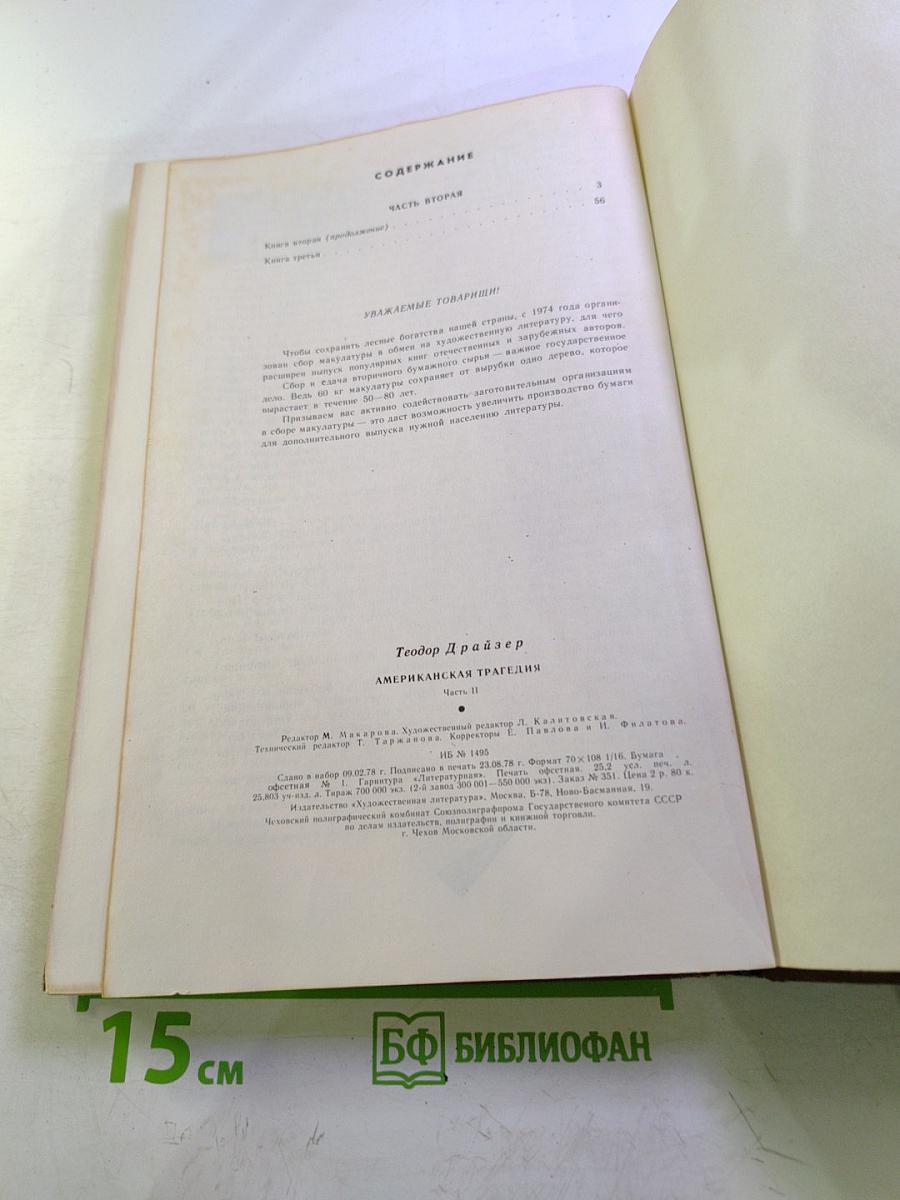 СОДЕРЖАНИЕ
ЧАСТЬ ВТОРАЯ
Книга вторая (продолжение) . . . . . . . . . . . . . . . 3
Книга третья . . . . . . . . . . . . . . . . . . . . 56
УВАЖАЕМЫЕ ТОВАРИЩИ!
Чтобы сохранить лесные богатства нашей страны, с 1974 года органи-
зован сбор макулатуры в обмен на художественную литературу, для чего
расширен выпуск популярных книг отечественных и зарубежных авторов.
Сбор и сдача вторичного бумажного сырья — важное государственное
дело. Ведь 60 кг макулатуры сохраняет от вырубки одно дерево, которое
вырастает в течение 50—80 лет.
Призываем вас активно содействовать заготовительным организациям
в сборе макулатуры — это даст возможность увеличить производство бумаги
для дополнительного выпуска нужной населению литературы.
Теодор Драйзер
АМЕРИКАНСКАЯ ТРАГЕДИЯ
Часть II
Редактор М. Макарова. Художественный редактор Л. Калитовская.
Технический редактор Т. Таржанова. Корректоры Е. Павлова и И. Филатова.
ИБ № 1495
Сдано в набор 09.02.78 г. Подписано в печать 23.08.78 г. Формат 70×108 1/16. Бумага
офсетная № 1. Гарнитура «Литературная». Печать офсетная. 25,2 усл. печ. л.
25,803 уч-изд. л. Тираж 700 000 экз. (2-й завод 300 001—550 000 экз). Заказ № 351. Цена 2 р. 80 к.
Издательство «Художественная литература», Москва, Б-78, Ново-Басманная, 19.
Чеховский полиграфический комбинат Союзполиграфпрома Государственного комитета СССР
по делам издательств, полиграфии и книжной торговли.
г. Чехов Московской области.
15 см
БФ БИБЛИОФАН